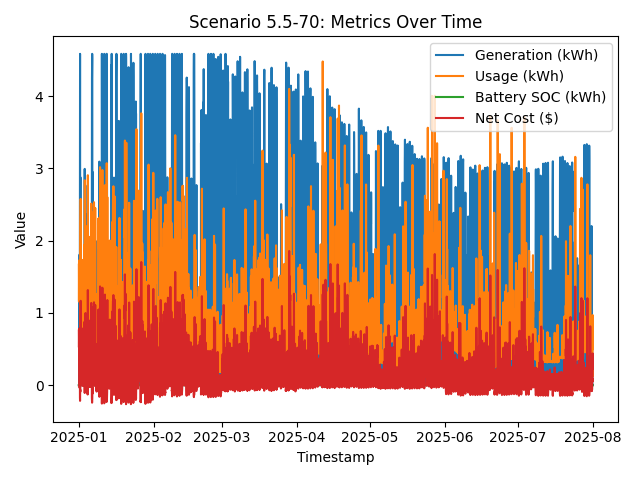 Scenario 5.5-70: Metrics Over Time
Generation (kWh)
Usage (kWh)
Battery SOC (kWh)
Net Cost ($)
Value
4
3
2
1
0
2025-01 2025-02 2025-03 2025-04 2025-05 2025-06 2025-07 2025-08
Timestamp